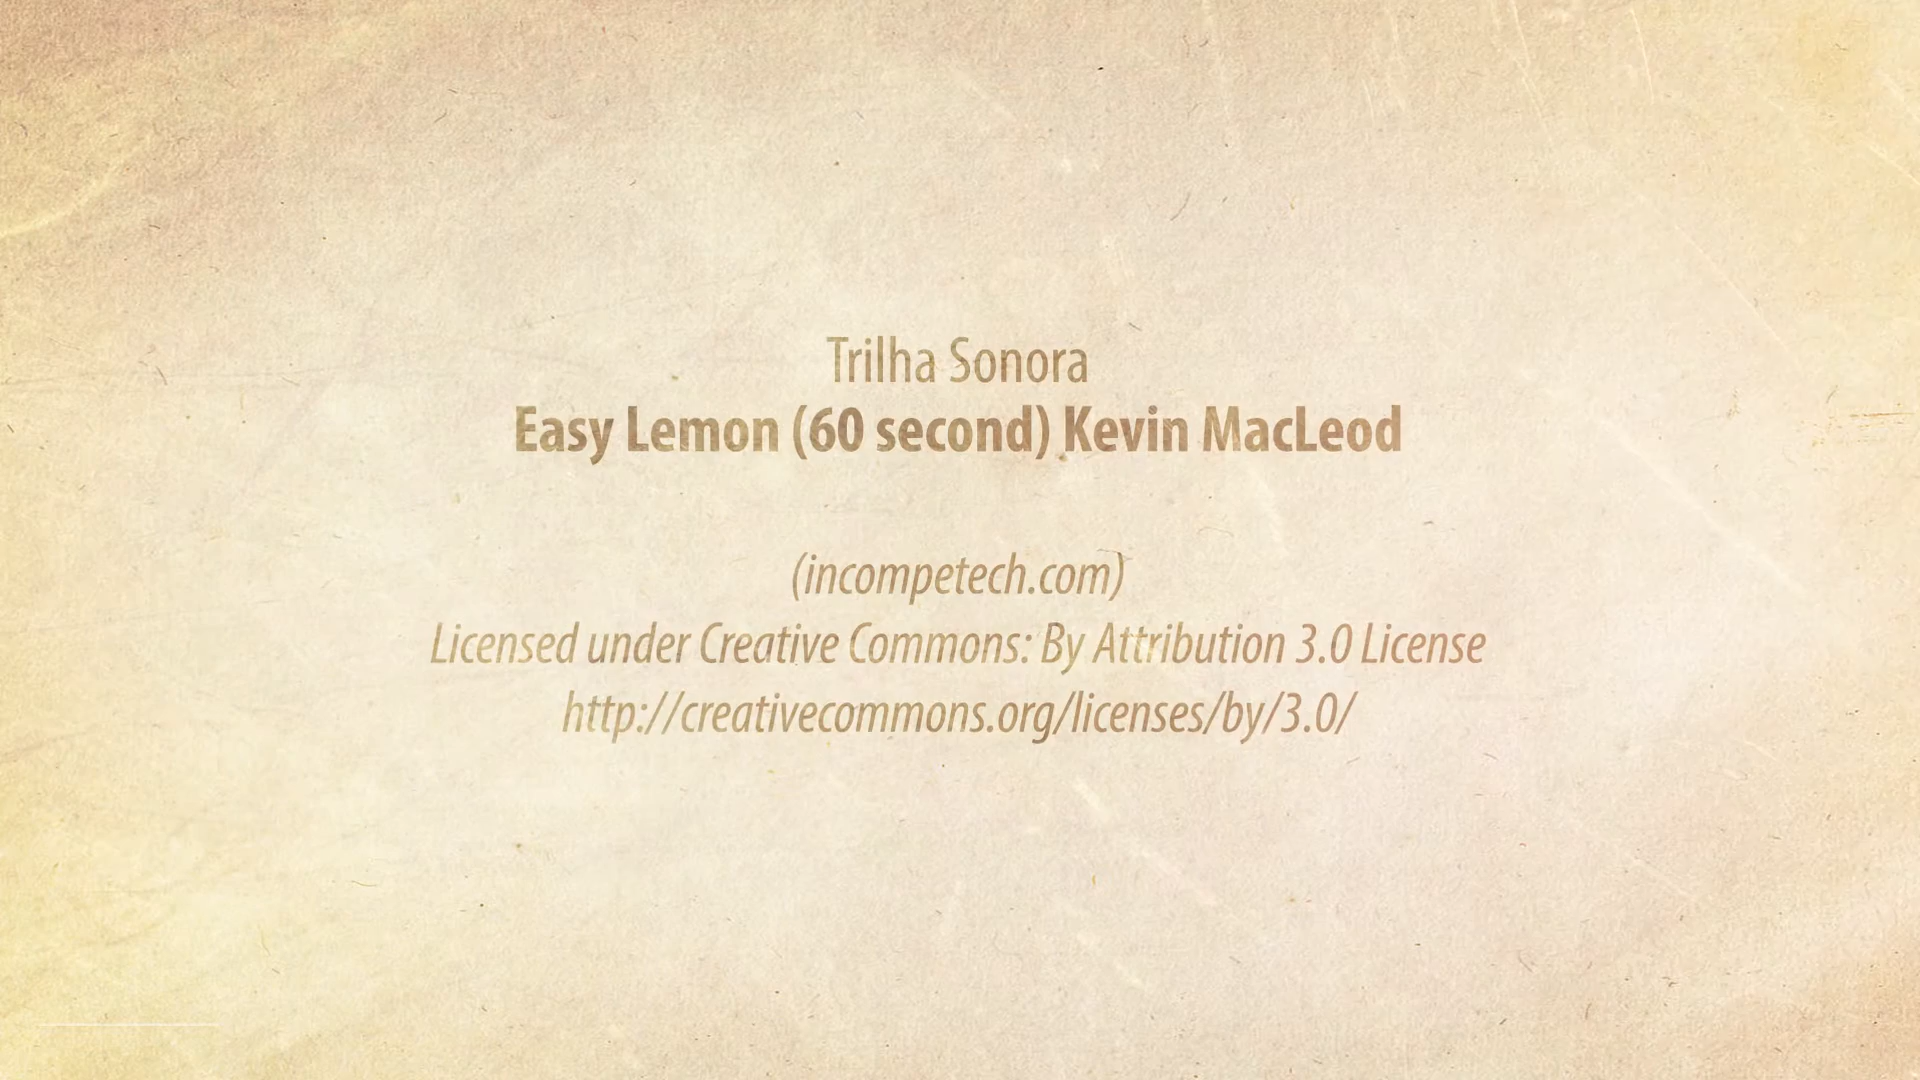 Trilha Sonora
Easy Lemon (60 second) Kevin MacLeod
(incompetech.com)
Licensed under Creative Commons: By Attribution 3.0 License
http://creativecommons.org/licenses/by/3.0/